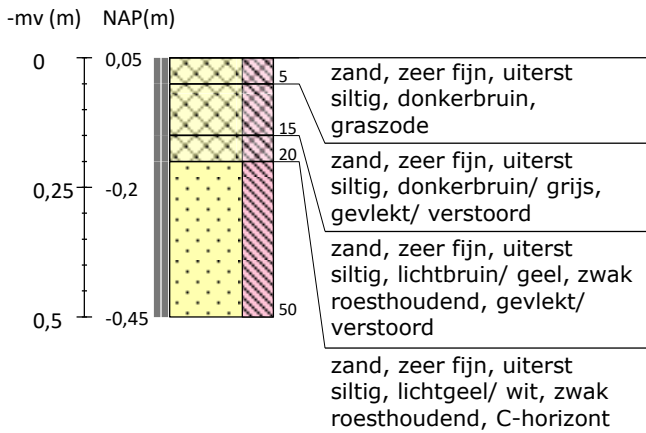 -mv (m) NAP(m)
0 0,05
5
15
20
0,25 -0,2
50
0,5 -0,45
zand, zeer fijn, uiterst
siltig, donkerbruin,
graszode
zand, zeer fijn, uiterst
siltig, donkerbruin/ grijs,
gevlekt/ verstoord
zand, zeer fijn, uiterst
siltig, lichtbruin/ geel, zwak
roesthoudend, gevlekt/
verstoord
zand, zeer fijn, uiterst
siltig, lichtgeel/ wit, zwak
roesthoudend, C-horizont